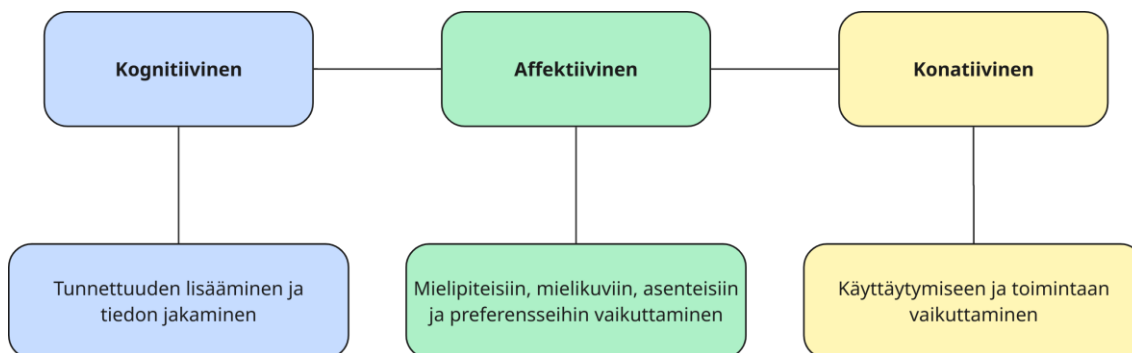 Kognitiivinen
Affektiivinen
Konatiivinen
Tunnettuuden lisääminen ja
tiedon jakaminen
Mielipiteisiin, mielikuviin, asenteisiin
ja preferensseihin vaikuttaminen
Käyttäytymiseen ja toimintaan
vaikuttaminen